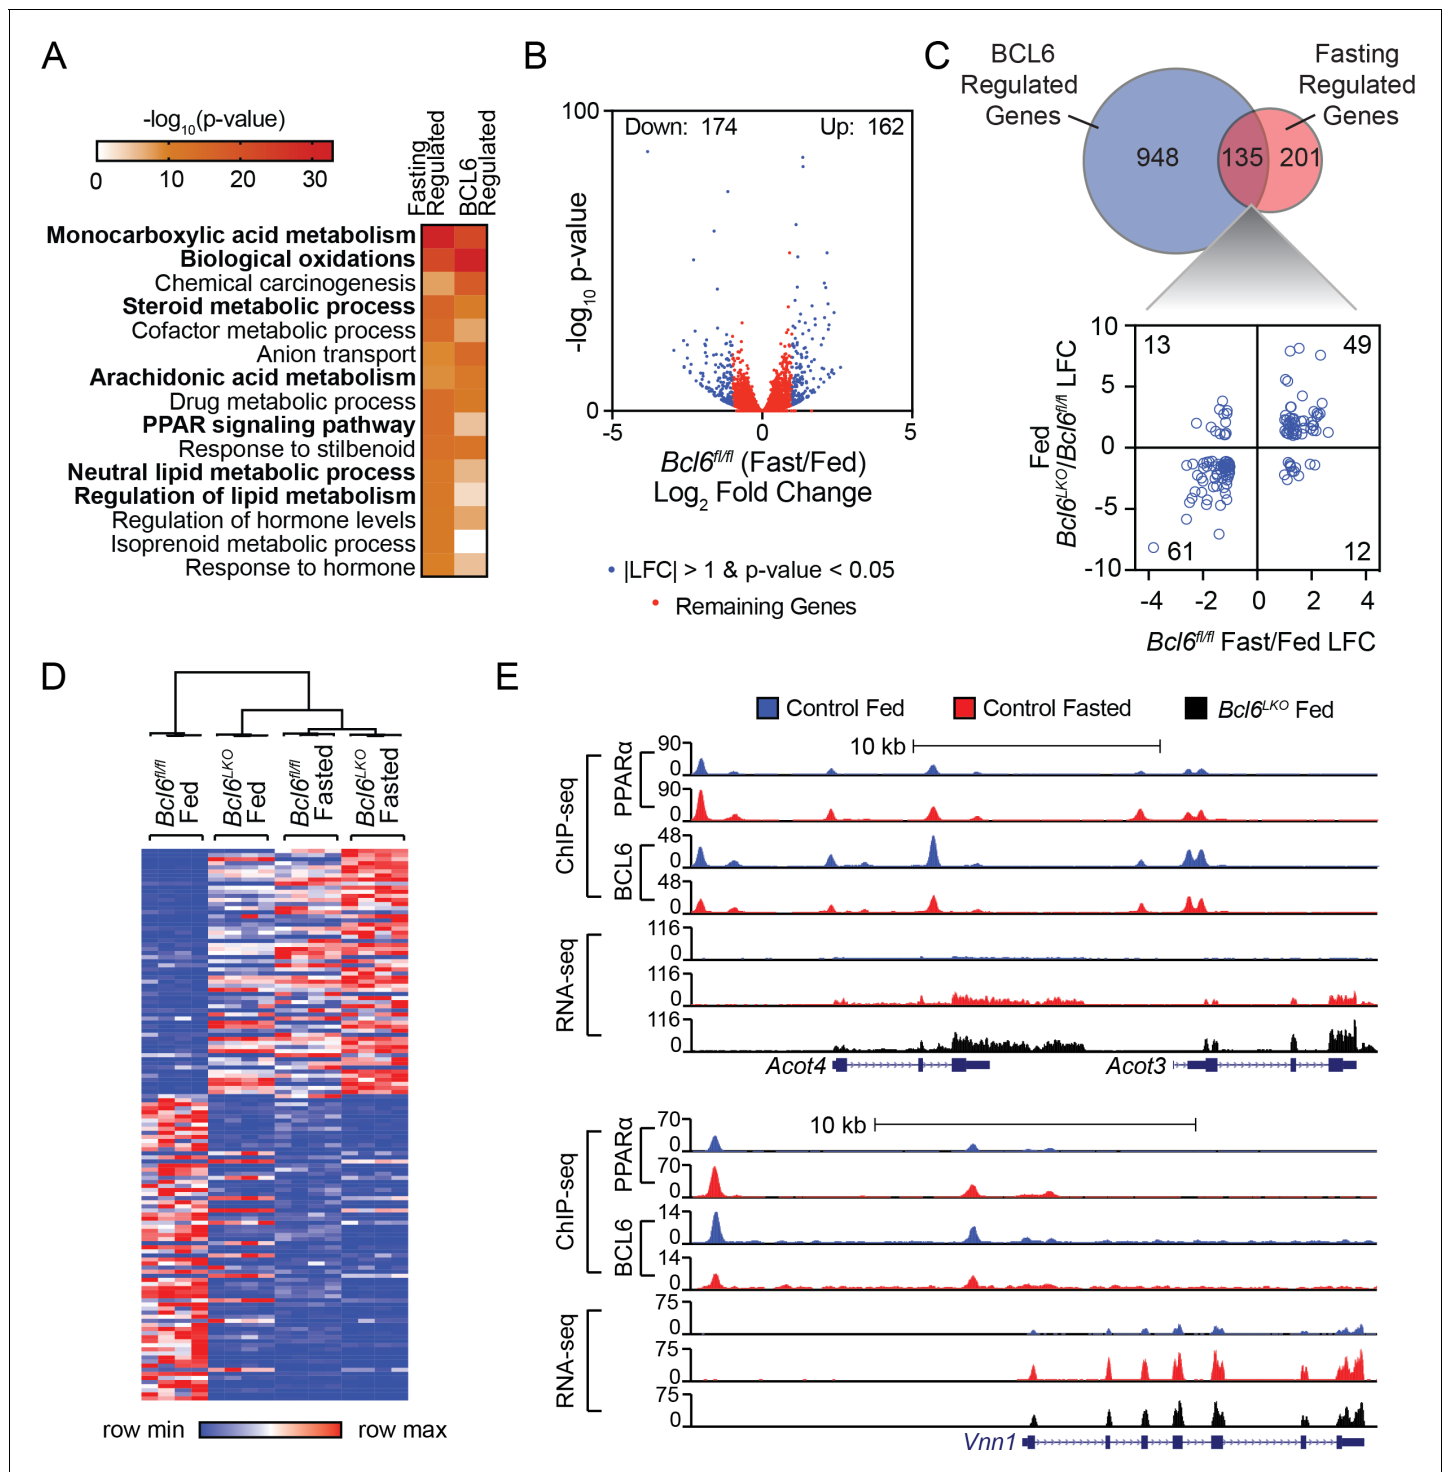 A
-log10(p-value)
0 10 20 30
Fasting
Regulated
BCL6
Regulated
Monocarboxylic acid metabolism
Biological oxidations
Chemical carcinogenesis
Steroid metabolic process
Cofactor metabolic process
Anion transport
Arachidonic acid metabolism
Drug metabolic process
PPAR signaling pathway
Response to stilbenoid
Neutral lipid metabolic process
Regulation of lipid metabolism
Regulation of hormone levels
Isoprenoid metabolic process
Response to hormone
B
100
Down: 174 Up: 162
-log10 p-value
0
-5 0 5
Bcl6fl/fl (Fast/Fed)
Log2 Fold Change
|LFC| > 1 & p-value < 0.05
Remaining Genes
C
BCL6
Regulated
Genes
Fasting
Regulated
Genes
948 135 201
10
5
0
-5
-10
13 49
61 12
Fed
Bcl6LKO/Bcl6fl/fl LFC
-4 -2 0 2 4
Bcl6fl/fl Fast/Fed LFC
D
Bcl6fl/fl
Fed
Bcl6LKO
Fed
Bcl6fl/fl
Fasted
Bcl6LKO
Fasted
row min row max
E
Control Fed Control Fasted Bcl6LKO Fed
10 kb
ChIP-seq
PPARα
90
0
90
0
BCL6
48
0
48
0
RNA-seq
116
0
116
0
116
0
Acot4 Acot3
10 kb
ChIP-seq
PPARα
70
0
70
0
BCL6
14
0
14
0
RNA-seq
75
0
75
0
75
0
Vnn1